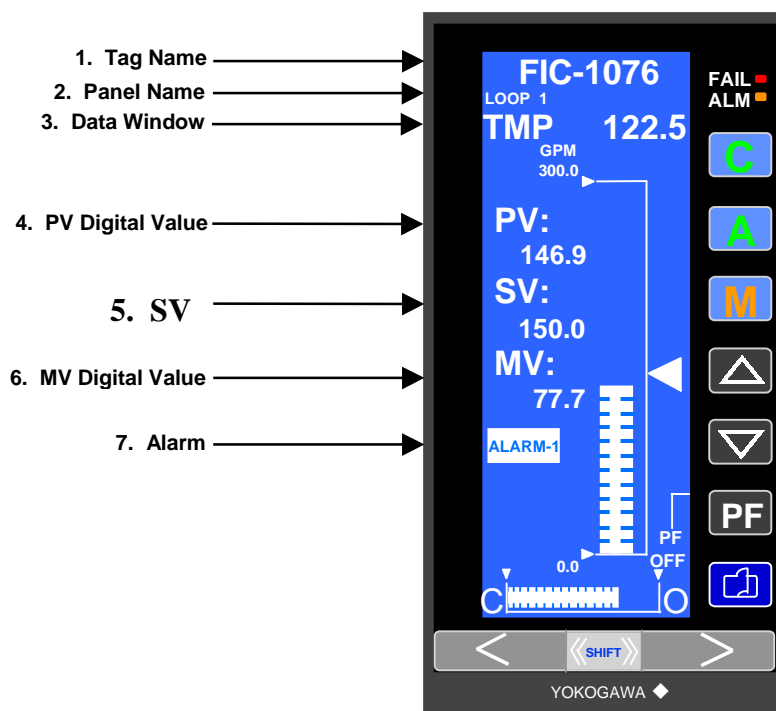 1. Tag Name
2. Panel Name
3. Data Window
4. PV Digital Value
5. SV
6. MV Digital Value
7. Alarm
FIC-1076
LOOP 1
TMP 122.5
GPM
300.0
PV:
146.9
SV:
150.0
MV:
77.7
ALARM-1
PF
OFF
0.0
C O
FAIL
ALM
C
A
M
PF
< SHIFT >
YOKOGAWA